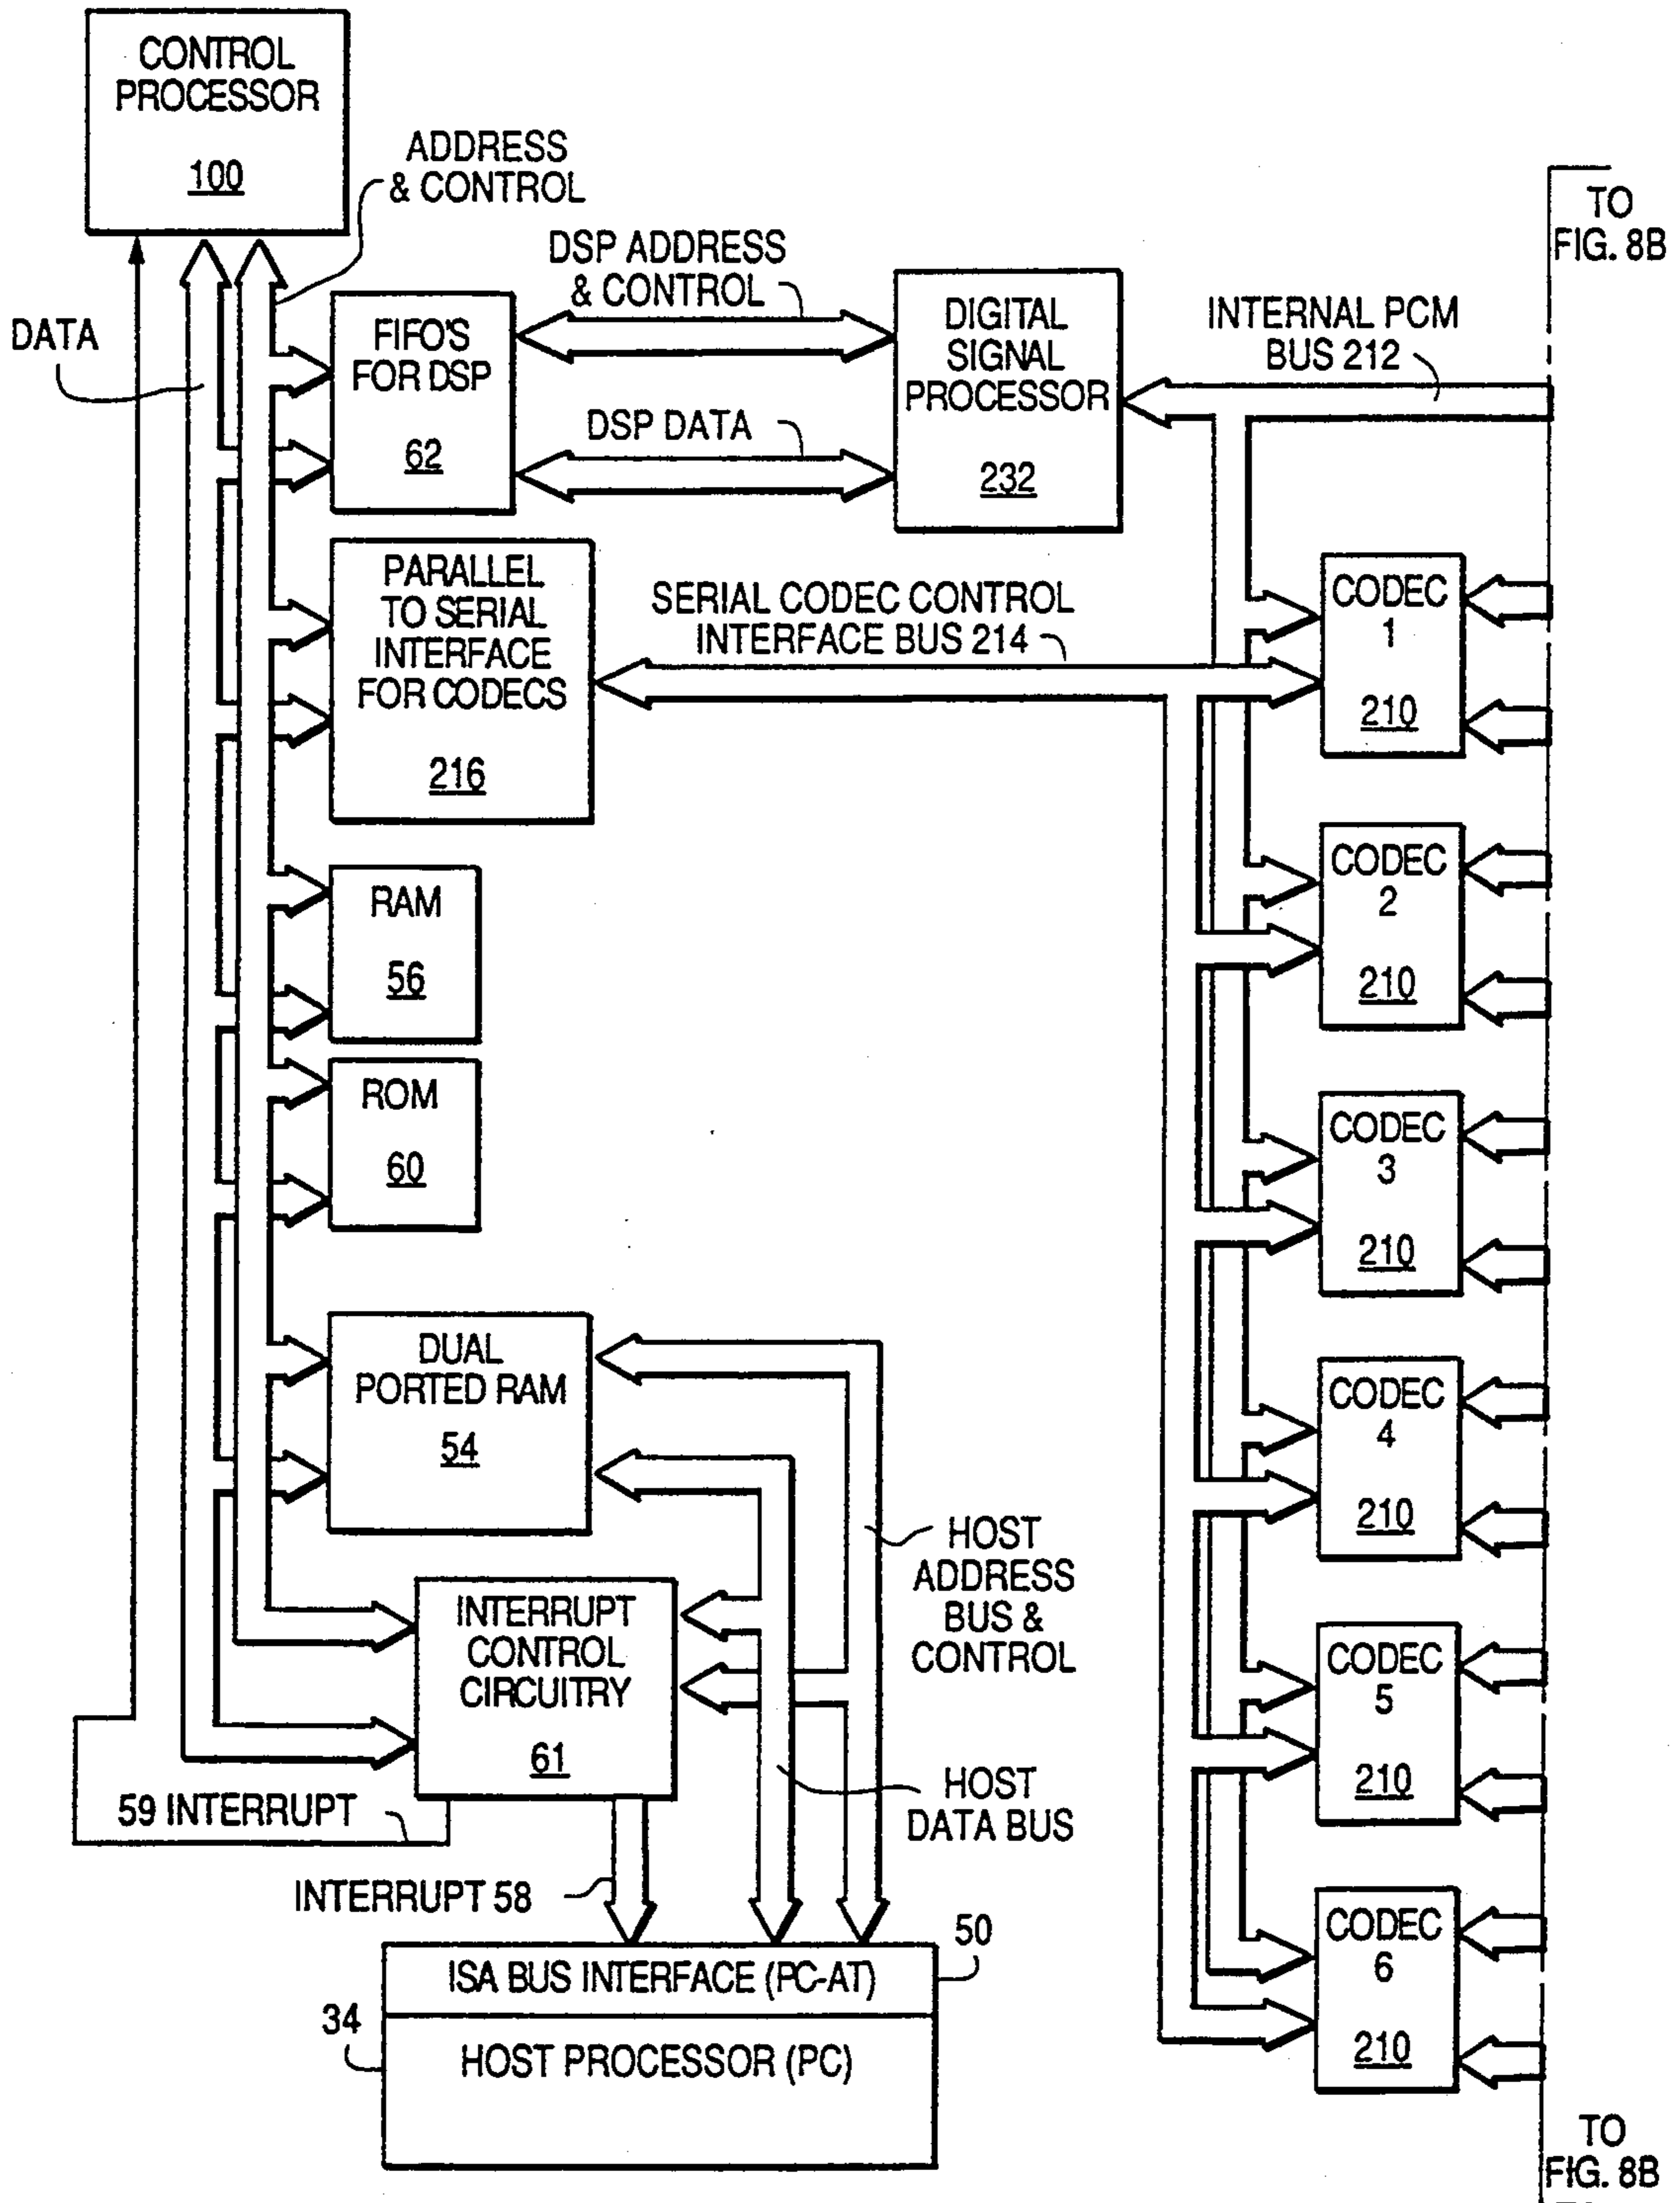 CONTROL
PROCESSOR
100
ADDRESS
& CONTROL
DATA
FIFO'S
FOR DSP
62
DSP ADDRESS
& CONTROL
DSP DATA
DIGITAL
SIGNAL
PROCESSOR
232
INTERNAL PCM
BUS 212
TO
FIG. 8B
PARALLEL
TO SERIAL
INTERFACE
FOR CODECS
216
SERIAL CODEC CONTROL
INTERFACE BUS 214
CODEC
1
210
RAM
56
CODEC
2
210
ROM
60
CODEC
3
210
DUAL
PORTED RAM
54
CODEC
4
210
HOST
ADDRESS
BUS &
CONTROL
INTERRUPT
CONTROL
CIRCUITRY
61
CODEC
5
210
HOST
DATA BUS
59 INTERRUPT
INTERRUPT 58
CODEC
6
210
50
ISA BUS INTERFACE (PC-AT)
34
HOST PROCESSOR (PC)
TO
FIG. 8B